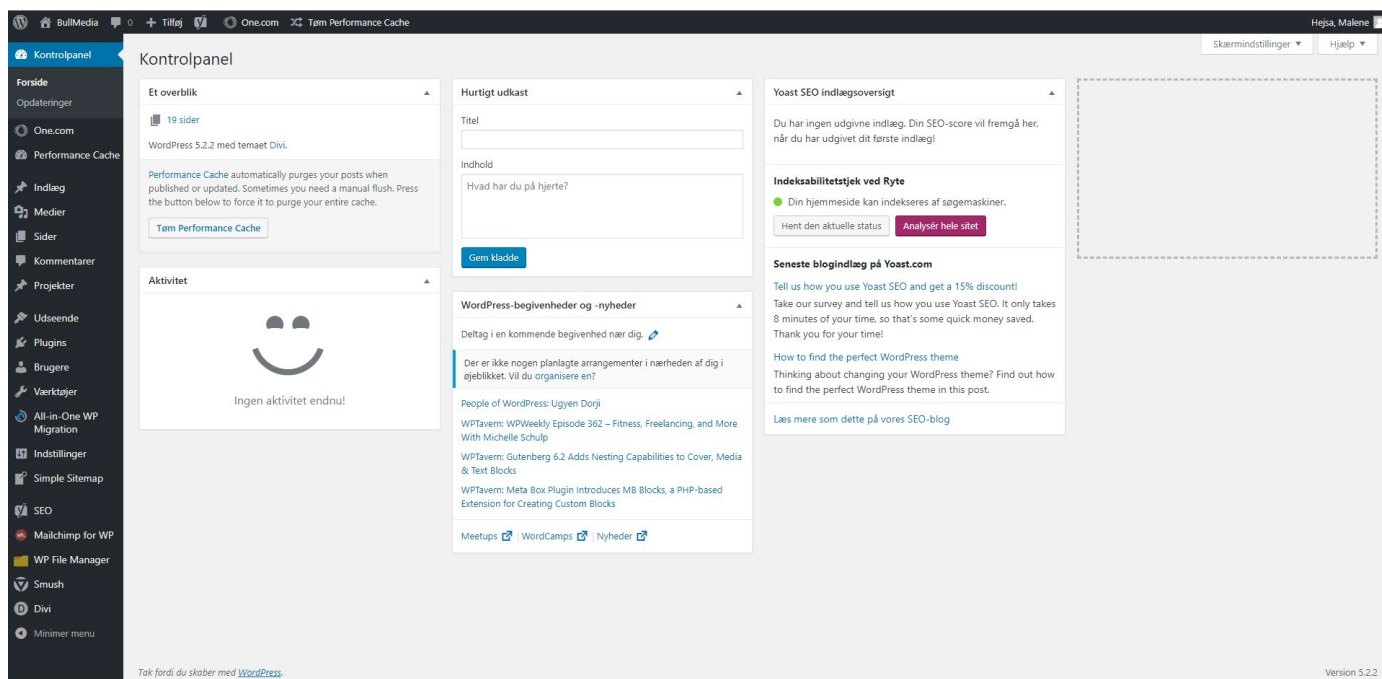 BullMedia 0 Tilføj One.com Tøm Performance Cache Hejsa, Malene
Skærmindstillinger Hjælp
Kontrolpanel
Forside
Opdateringer
One.com
Performance Cache
Indlæg
Medier
Sider
Kommentarer
Projekter
Udseende
Plugins
Brugere
Værktøjer
All-in-One WP
Migration
Indstillinger
Simple Sitemap
SEO
Mailchimp for WP
WP File Manager
Smush
Divi
Minimer menu
Kontrolpanel
Et overblik
19 sider
WordPress 5.2.2 med temaet Divi.
Performance Cache automatically purges your posts when
published or updated. Sometimes you need a manual flush. Press
the button below to force it to purge your entire cache.
Tøm Performance Cache
Aktivitet
Ingen aktivitet endnu!
Hurtigt udkast
Titel
Indhold
Hvad har du på hjerte?
Gem kladde
WordPress-begivenheder og -nyheder
Deltag i en kommende begivenhed nær dig.
Der er ikke nogen planlagte arrangementer i nærheden af dig i
øjeblikket. Vil du organisere en?
People of WordPress: Ugyen Dorji
WPTavern: WPWeekly Episode 362 – Fitness, Freelancing, and More
With Michelle Schulp
WPTavern: Gutenberg 6.2 Adds Nesting Capabilities to Cover, Media
& Text Blocks
WPTavern: Meta Box Plugin Introduces MB Blocks, a PHP-based
Extension for Creating Custom Blocks
Meetups | WordCamps | Nyheder
Yoast SEO indlægsoversigt
Du har ingen udgivne indlæg. Din SEO-score vil fremgå her,
når du har udgivet dit første indlæg!
Indeksabilitetstjek ved Ryte
Din hjemmeside kan indekseres af søgemaskiner.
Hent den aktuelle status Analysér hele sitet
Seneste blogindlæg på Yoast.com
Tell us how you use Yoast SEO and get a 15% discount!
Take our survey and tell us how you use Yoast SEO. It only takes
8 minutes of your time, so that's some quick money saved.
Thank you for your time!
How to find the perfect WordPress theme
Thinking about changing your WordPress theme? Find out how
to find the perfect WordPress theme in this post.
Læs mere som dette på vores SEO-blog
Tak fordi du skaber med WordPress.
Version 5.2.2